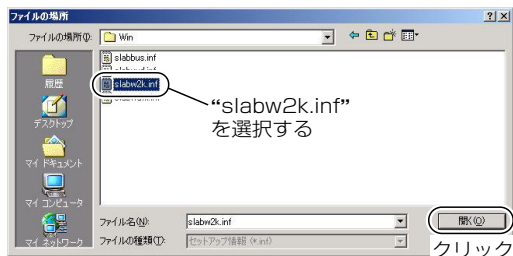 ファイルの場所
ファイルの場所(I):
Win
slabbus.inf
slabw2k.inf
“slabw2k.inf”
を選択する
履歴
デスクトップ
マイ ドキュメント
マイ コンピュータ
マイ ネットワーク
ファイル名(N):
slabw2k.inf
開く(O)
ファイルの種類(T):
セットアップ情報 (*.inf)
クリック